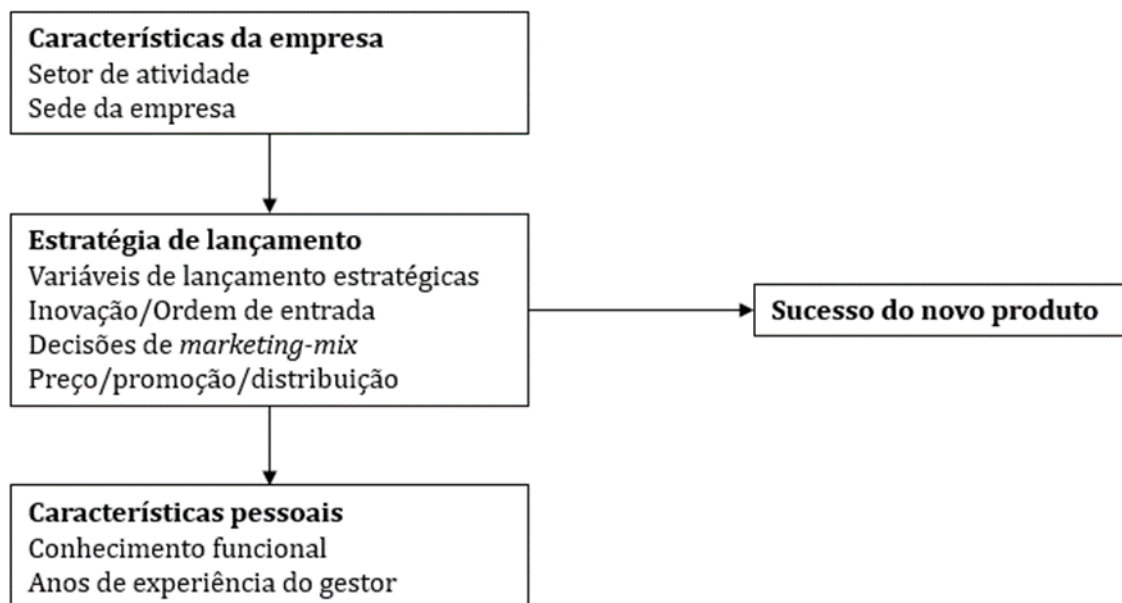 Características da empresa
Setor de atividade
Sede da empresa
Estratégia de lançamento
Variáveis de lançamento estratégicas
Inovação/Ordem de entrada
Decisões de marketing-mix
Preço/promoção/distribuição
Sucesso do novo produto
Características pessoais
Conhecimento funcional
Anos de experiência do gestor